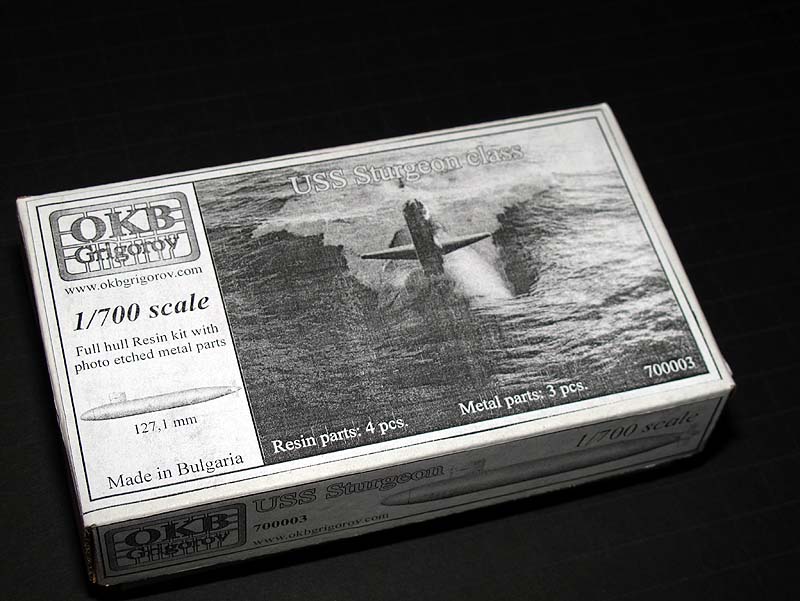 OKB
Grigorov
www.okbgrigorov.com
1/700 scale
Full hull Resin kit with
photo etched metal parts
127,1 mm
Made in Bulgaria
USS Sturgeon class
Resin parts: 4 pcs.
Metal parts: 3 pcs.
700003
OKB
Grigorov
USS Sturgeon
700003
www.okbgrigorov.com
1/700 scale